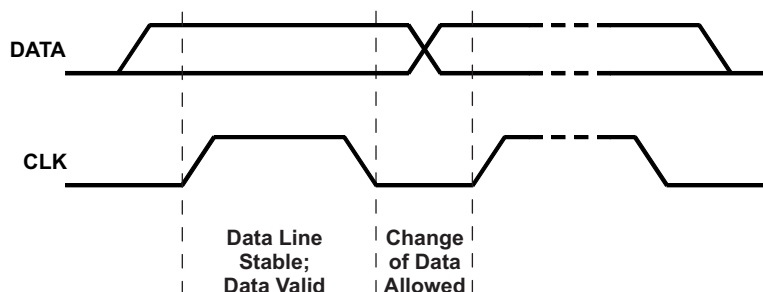 DATA
CLK
Data Line
Stable;
Data Valid
Change
of Data
Allowed